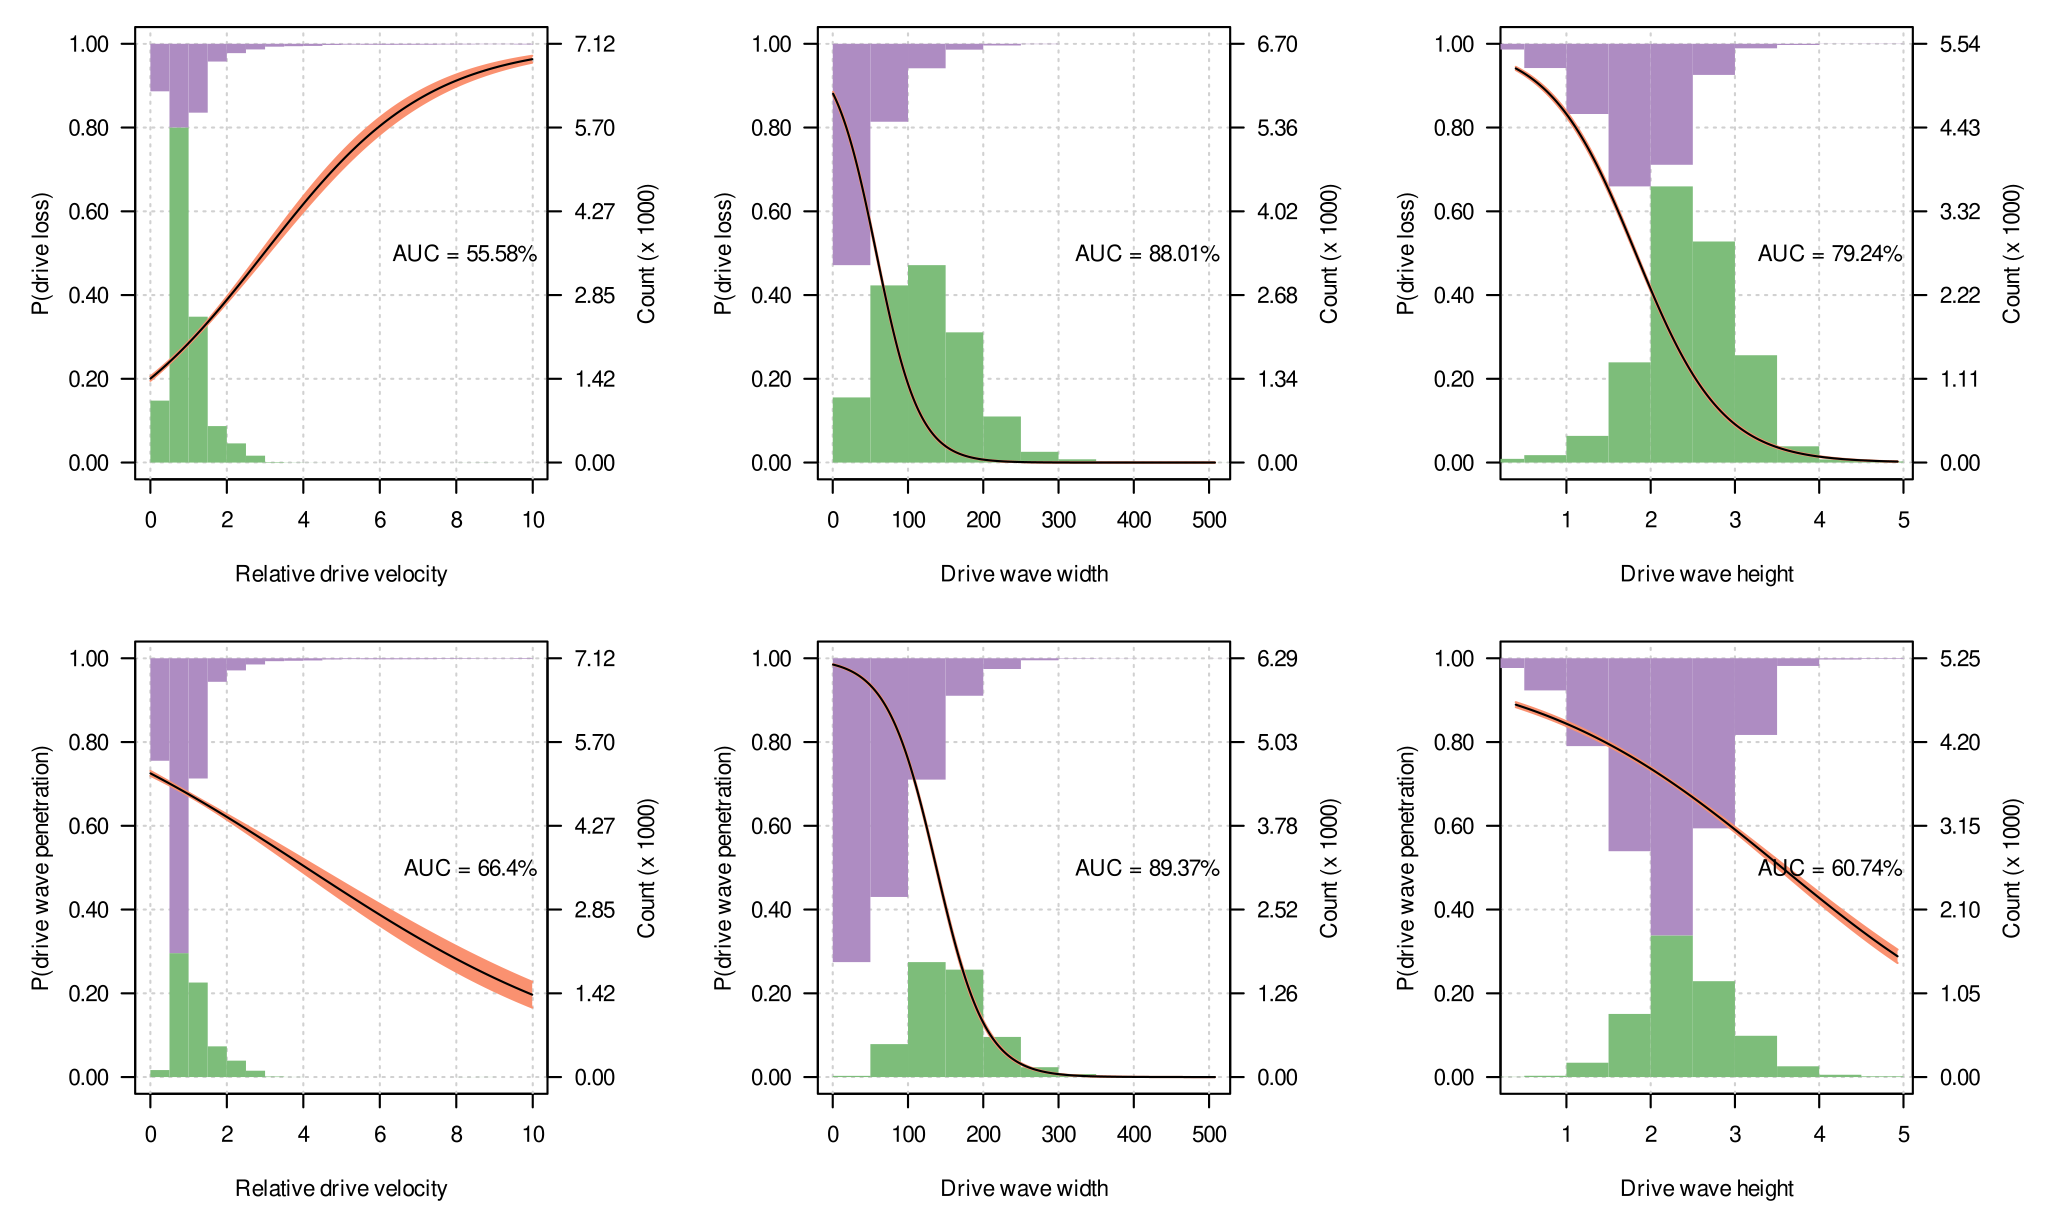 1.00
0.80
0.60
0.40
0.20
0.00
P(drive loss)
0 2 4 6 8 10
Relative drive velocity
7.12
5.70
4.27
2.85
1.42
0.00
Count (x 1000)
AUC = 55.58%
1.00
0.80
0.60
0.40
0.20
0.00
P(drive loss)
0 100 200 300 400 500
Drive wave width
6.70
5.36
4.02
2.68
1.34
0.00
Count (x 1000)
AUC = 88.01%
1.00
0.80
0.60
0.40
0.20
0.00
P(drive loss)
1 2 3 4 5
Drive wave height
5.54
4.43
3.32
2.22
1.11
0.00
Count (x 1000)
AUC = 79.24%
1.00
0.80
0.60
0.40
0.20
0.00
P(drive wave penetration)
0 2 4 6 8 10
Relative drive velocity
7.12
5.70
4.27
2.85
1.42
0.00
Count (x 1000)
AUC = 66.4%
1.00
0.80
0.60
0.40
0.20
0.00
P(drive wave penetration)
0 100 200 300 400 500
Drive wave width
6.29
5.03
3.78
2.52
1.26
0.00
Count (x 1000)
AUC = 89.37%
1.00
0.80
0.60
0.40
0.20
0.00
P(drive wave penetration)
1 2 3 4 5
Drive wave height
5.25
4.20
3.15
2.10
1.05
0.00
Count (x 1000)
AUC = 60.74%